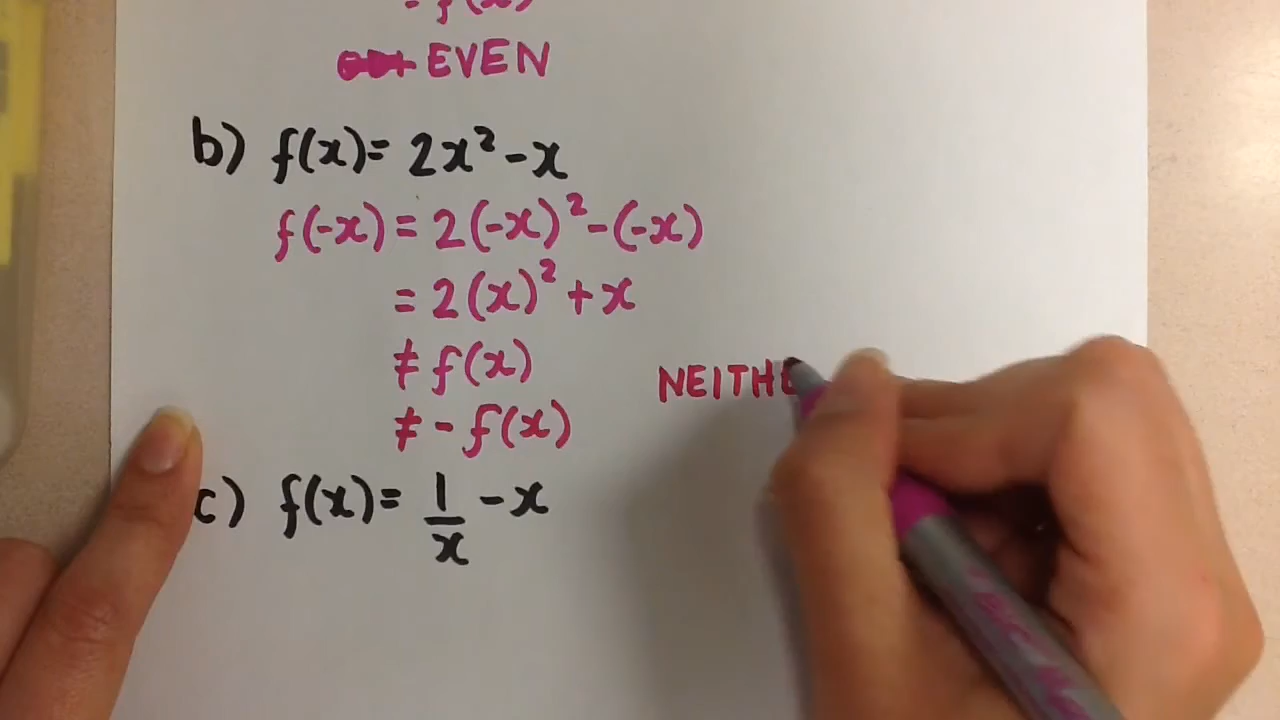 = f(x)
EVEN
b) f(x)= 2x² -x
f(-x) = 2(-x)² -(-x)
= 2(x)² + x
≠ f(x)
NEITHE
≠ - f(x)
c) f(x)= 1/x -x